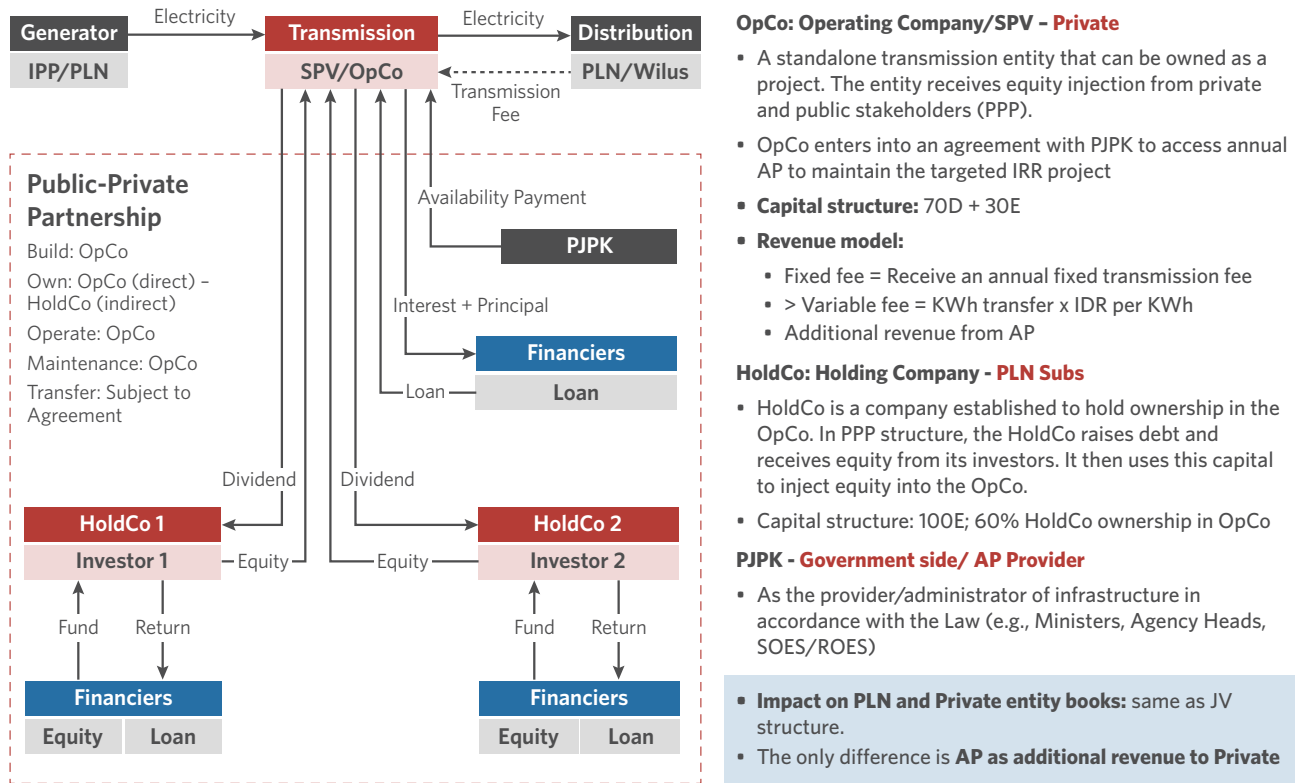 Electricity
Electricity
Generator
Transmission
Distribution
IPP/PLN
SPV/OpCo
PLN/Wilus
Transmission
Fee
Public-Private
Partnership
Build: OpCo
Own: OpCo (direct) –
HoldCo (indirect)
Operate: OpCo
Maintenance: OpCo
Transfer: Subject to
Agreement
Availability Payment
PJPK
Interest + Principal
Financiers
Loan
Loan
Dividend
Dividend
HoldCo 1
HoldCo 2
Investor 1
Equity
Equity
Investor 2
Fund
Return
Fund
Return
Financiers
Financiers
Equity
Loan
Equity
Loan
OpCo: Operating Company/SPV – Private
• A standalone transmission entity that can be owned as a
project. The entity receives equity injection from private
and public stakeholders (PPP).
• OpCo enters into an agreement with PJPK to access annual
AP to maintain the targeted IRR project
• Capital structure: 70D + 30E
• Revenue model:
• Fixed fee = Receive an annual fixed transmission fee
• > Variable fee = KWh transfer x IDR per KWh
• Additional revenue from AP
HoldCo: Holding Company - PLN Subs
• HoldCo is a company established to hold ownership in the
OpCo. In PPP structure, the HoldCo raises debt and
receives equity from its investors. It then uses this capital
to inject equity into the OpCo.
• Capital structure: 100E; 60% HoldCo ownership in OpCo
PJPK - Government side/ AP Provider
• As the provider/administrator of infrastructure in
accordance with the Law (e.g., Ministers, Agency Heads,
SOES/ROES)
• Impact on PLN and Private entity books: same as JV
structure.
• The only difference is AP as additional revenue to Private